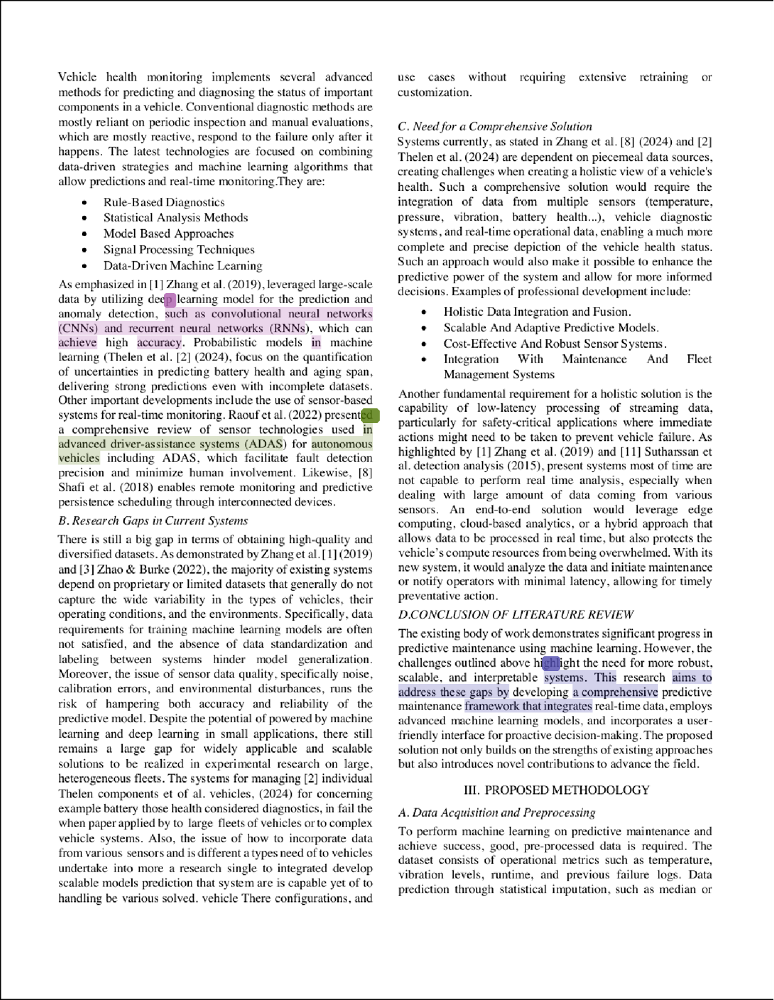 Vehicle health monitoring implements several advanced
methods for predicting and diagnosing the status of important
components in a vehicle. Conventional diagnostic methods are
mostly reliant on periodic inspection and manual evaluations,
which are mostly reactive, respond to the failure only after it
happens. The latest technologies are focused on combining
data-driven strategies and machine learning algorithms that
allow predictions and real-time monitoring.They are:
• Rule-Based Diagnostics
• Statistical Analysis Methods
• Model Based Approaches
• Signal Processing Techniques
• Data-Driven Machine Learning
As emphasized in [1] Zhang et al. (2019), leveraged large-scale
data by utilizing deep learning model for the prediction and
anomaly detection, such as convolutional neural networks
(CNNs) and recurrent neural networks (RNNs), which can
achieve high accuracy. Probabilistic models in machine
learning (Thelen et al. [2] (2024), focus on the quantification
of uncertainties in predicting battery health and aging span,
delivering strong predictions even with incomplete datasets.
Other important developments include the use of sensor-based
systems for real-time monitoring. Raouf et al. (2022) presented
a comprehensive review of sensor technologies used in
advanced driver-assistance systems (ADAS) for autonomous
vehicles including ADAS, which facilitate fault detection
precision and minimize human involvement. Likewise, [8]
Shafi et al. (2018) enables remote monitoring and predictive
persistence scheduling through interconnected devices.
B. Research Gaps in Current Systems
There is still a big gap in terms of obtaining high-quality and
diversified datasets. As demonstrated by Zhang et al. [1] (2019)
and [3] Zhao & Burke (2022), the majority of existing systems
depend on proprietary or limited datasets that generally do not
capture the wide variability in the types of vehicles, their
operating conditions, and the environments. Specifically, data
requirements for training machine learning models are often
not satisfied, and the absence of data standardization and
labeling between systems hinder model generalization.
Moreover, the issue of sensor data quality, specifically noise,
calibration errors, and environmental disturbances, runs the
risk of hampering both accuracy and reliability of the
predictive model. Despite the potential of powered by machine
learning and deep learning in small applications, there still
remains a large gap for widely applicable and scalable
solutions to be realized in experimental research on large,
heterogeneous fleets. The systems for managing [2] individual
Thelen components et of al. vehicles, (2024) for concerning
example battery those health considered diagnostics, in fail the
when paper applied by to large fleets of vehicles or to complex
vehicle systems. Also, the issue of how to incorporate data
from various sensors and is different a types need of to vehicles
undertake into more a research single to integrated develop
scalable models prediction that system are is capable yet of to
handling be various solved. vehicle There configurations, and
use cases without requiring extensive retraining or
customization.
C. Need for a Comprehensive Solution
Systems currently, as stated in Zhang et al. [8] (2024) and [2]
Thelen et al. (2024) are dependent on piecemeal data sources,
creating challenges when creating a holistic view of a vehicle's
health. Such a comprehensive solution would require the
integration of data from multiple sensors (temperature,
pressure, vibration, battery health...), vehicle diagnostic
systems, and real-time operational data, enabling a much more
complete and precise depiction of the vehicle health status.
Such an approach would also make it possible to enhance the
predictive power of the system and allow for more informed
decisions. Examples of professional development include:
• Holistic Data Integration and Fusion.
• Scalable And Adaptive Predictive Models.
• Cost-Effective And Robust Sensor Systems.
• Integration With Maintenance And Fleet
Management Systems
Another fundamental requirement for a holistic solution is the
capability of low-latency processing of streaming data,
particularly for safety-critical applications where immediate
actions might need to be taken to prevent vehicle failure. As
highlighted by [1] Zhang et al. (2019) and [11] Sutharssan et
al. detection analysis (2015), present systems most of time are
not capable to perform real time analysis, especially when
dealing with large amount of data coming from various
sensors. An end-to-end solution would leverage edge
computing, cloud-based analytics, or a hybrid approach that
allows data to be processed in real time, but also protects the
vehicle’s compute resources from being overwhelmed. With its
new system, it would analyze the data and initiate maintenance
or notify operators with minimal latency, allowing for timely
preventative action.
D.CONCLUSION OF LITERATURE REVIEW
The existing body of work demonstrates significant progress in
predictive maintenance using machine learning. However, the
challenges outlined above highlight the need for more robust,
scalable, and interpretable systems. This research aims to
address these gaps by developing a comprehensive predictive
maintenance framework that integrates real-time data, employs
advanced machine learning models, and incorporates a user-
friendly interface for proactive decision-making. The proposed
solution not only builds on the strengths of existing approaches
but also introduces novel contributions to advance the field.
III. PROPOSED METHODOLOGY
A. Data Acquisition and Preprocessing
To perform machine learning on predictive maintenance and
achieve success, good, pre-processed data is required. The
dataset consists of operational metrics such as temperature,
vibration levels, runtime, and previous failure logs. Data
prediction through statistical imputation, such as median or